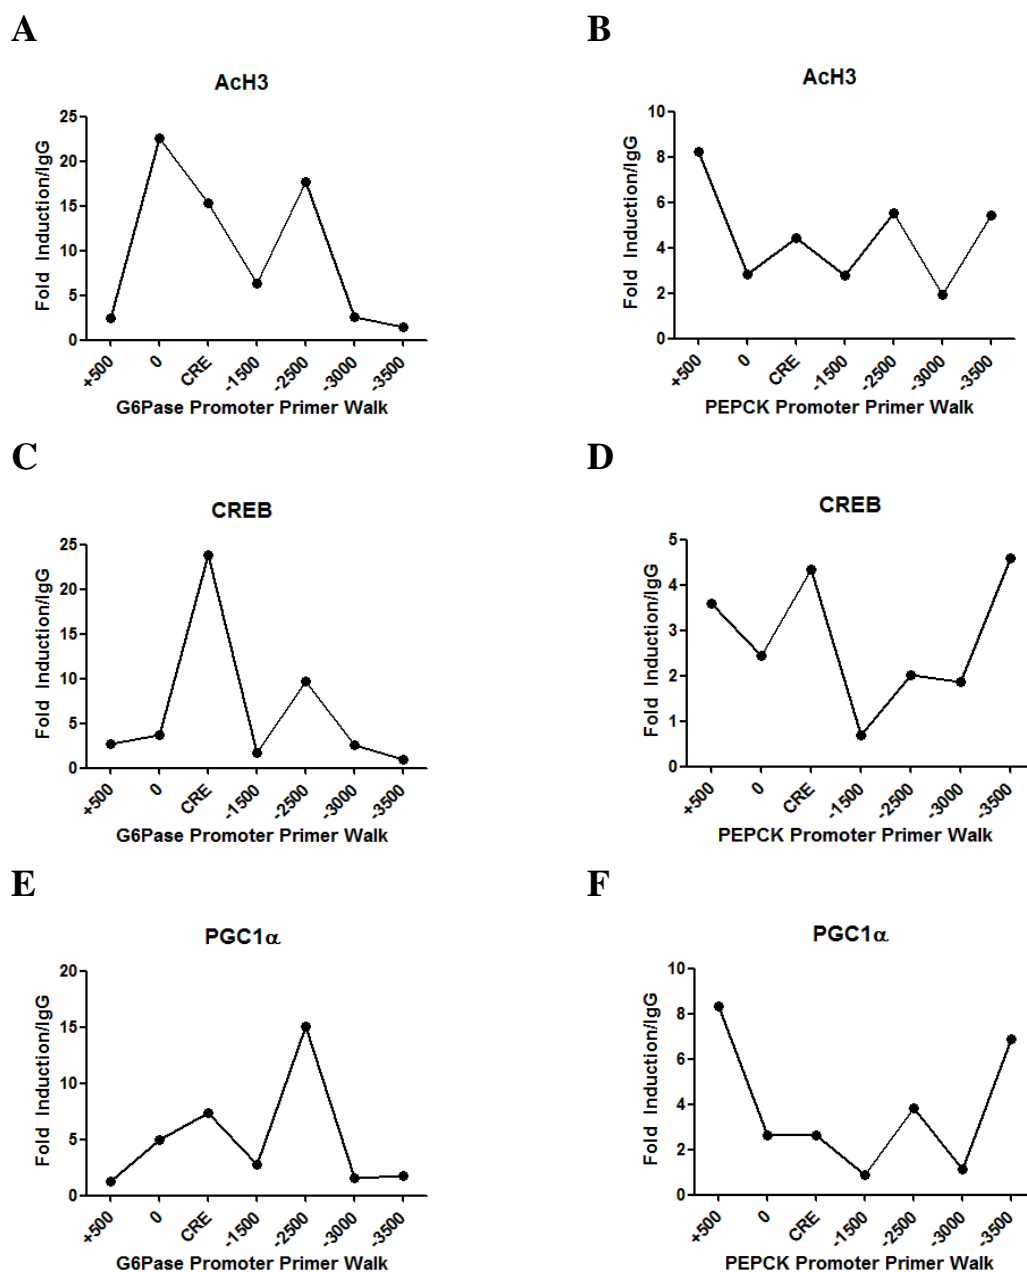 A
AcH3
Fold Induction/IgG
25
20
15
10
5
0
+500
0
CRE
-1500
-2500
-3000
-3500
G6Pase Promoter Primer Walk
B
AcH3
Fold Induction/IgG
10
8
6
4
2
0
+500
0
CRE
-1500
-2500
-3000
-3500
PEPCK Promoter Primer Walk
C
CREB
Fold Induction/IgG
25
20
15
10
5
0
+500
0
CRE
-1500
-2500
-3000
-3500
G6Pase Promoter Primer Walk
D
CREB
Fold Induction/IgG
5
4
3
2
1
0
+500
0
CRE
-1500
-2500
-3000
-3500
PEPCK Promoter Primer Walk
E
PGC1α
Fold Induction/IgG
20
15
10
5
0
+500
0
CRE
-1500
-2500
-3000
-3500
G6Pase Promoter Primer Walk
F
PGC1α
Fold Induction/IgG
10
8
6
4
2
0
+500
0
CRE
-1500
-2500
-3000
-3500
PEPCK Promoter Primer Walk